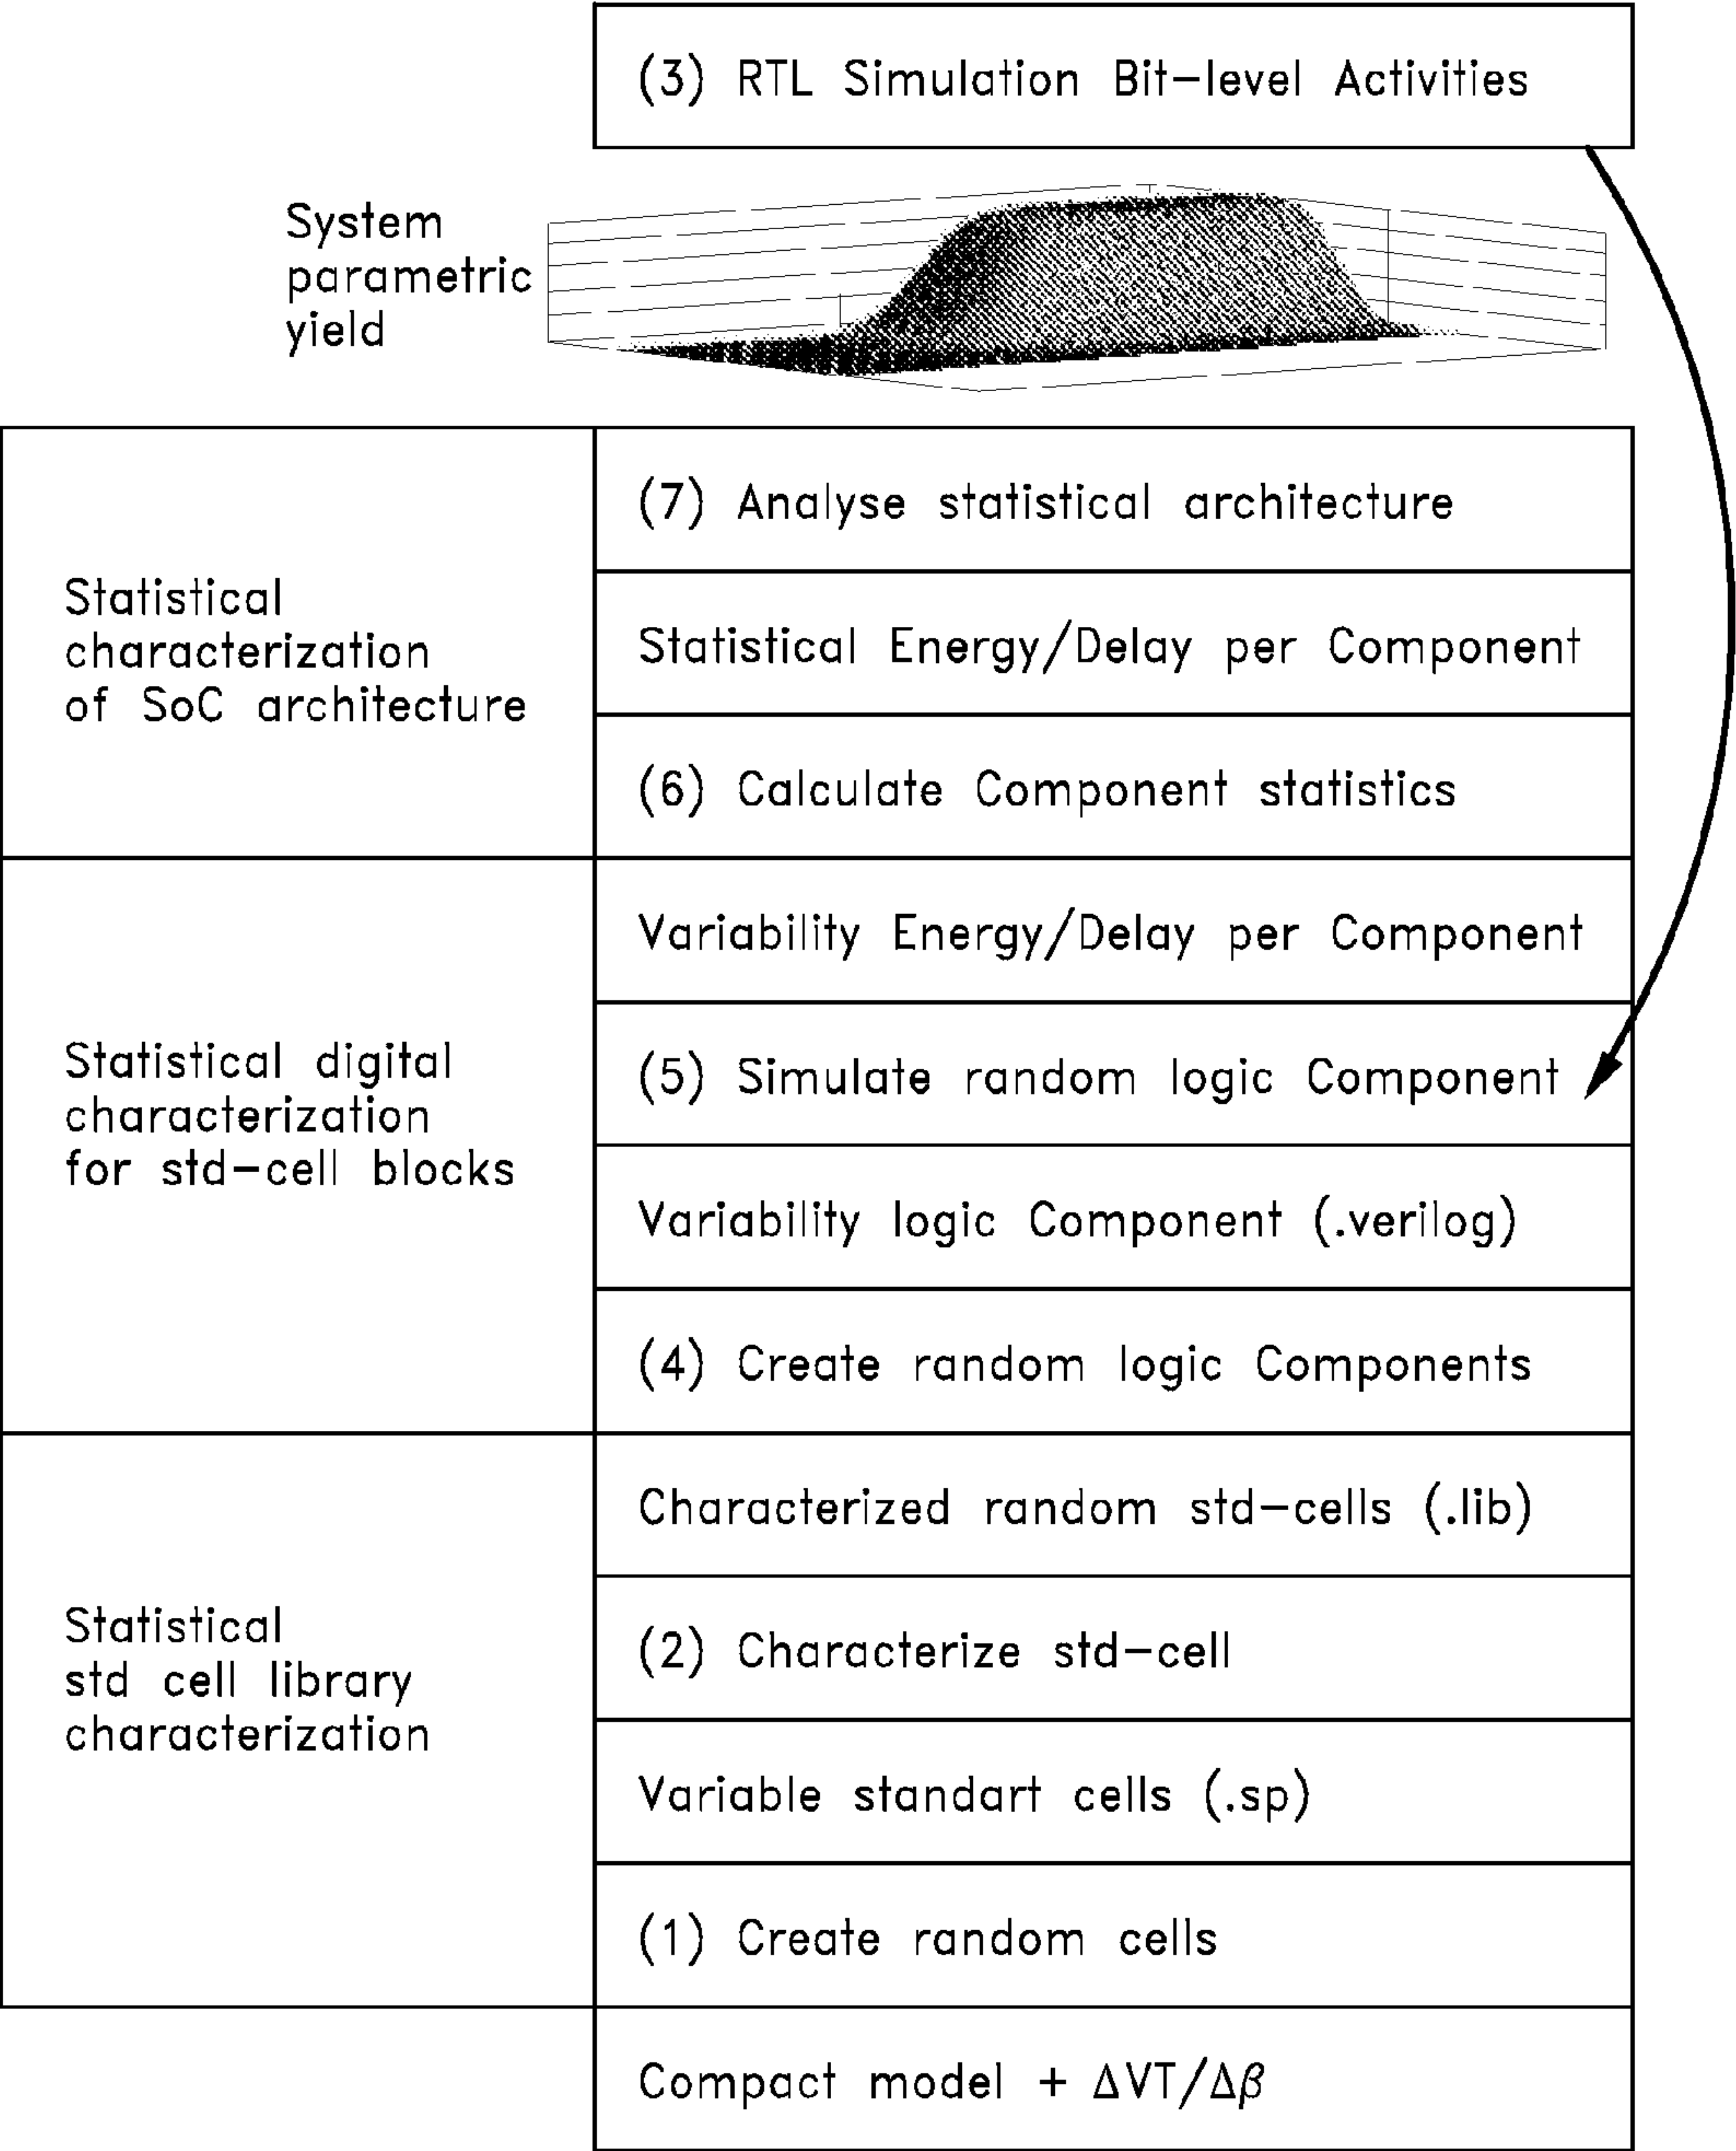 (3) RTL Simulation Bit-level Activities
System
parametric
yield
(7) Analyse statistical architecture
Statistical
characterization
of SoC architecture
Statistical Energy/Delay per Component
(6) Calculate Component statistics
Variability Energy/Delay per Component
Statistical digital
characterization
for std-cell blocks
(5) Simulate random logic Component
Variability logic Component (.verilog)
(4) Create random logic Components
Characterized random std-cells (.lib)
Statistical
std cell library
characterization
(2) Characterize std-cell
Variable standart cells (.sp)
(1) Create random cells
Compact model + ΔVT/Δβ